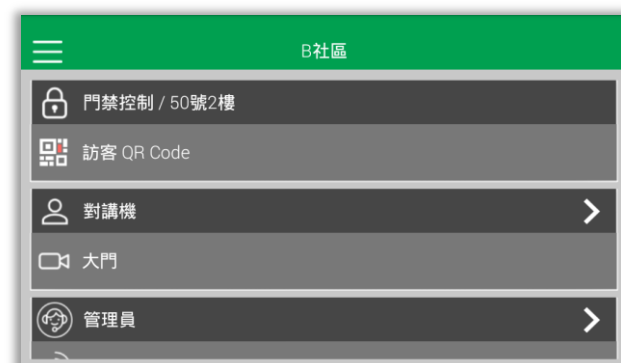 B社區
門禁控制 / 50號2樓
訪客 QR Code
對講機
大門
管理員